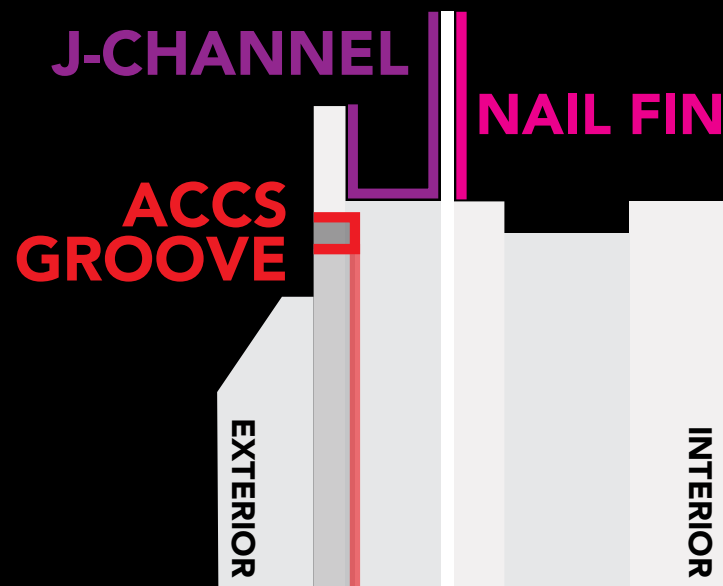 J-CHANNEL
NAIL FIN
ACCS
GROOVE
EXTERIOR
INTERIOR